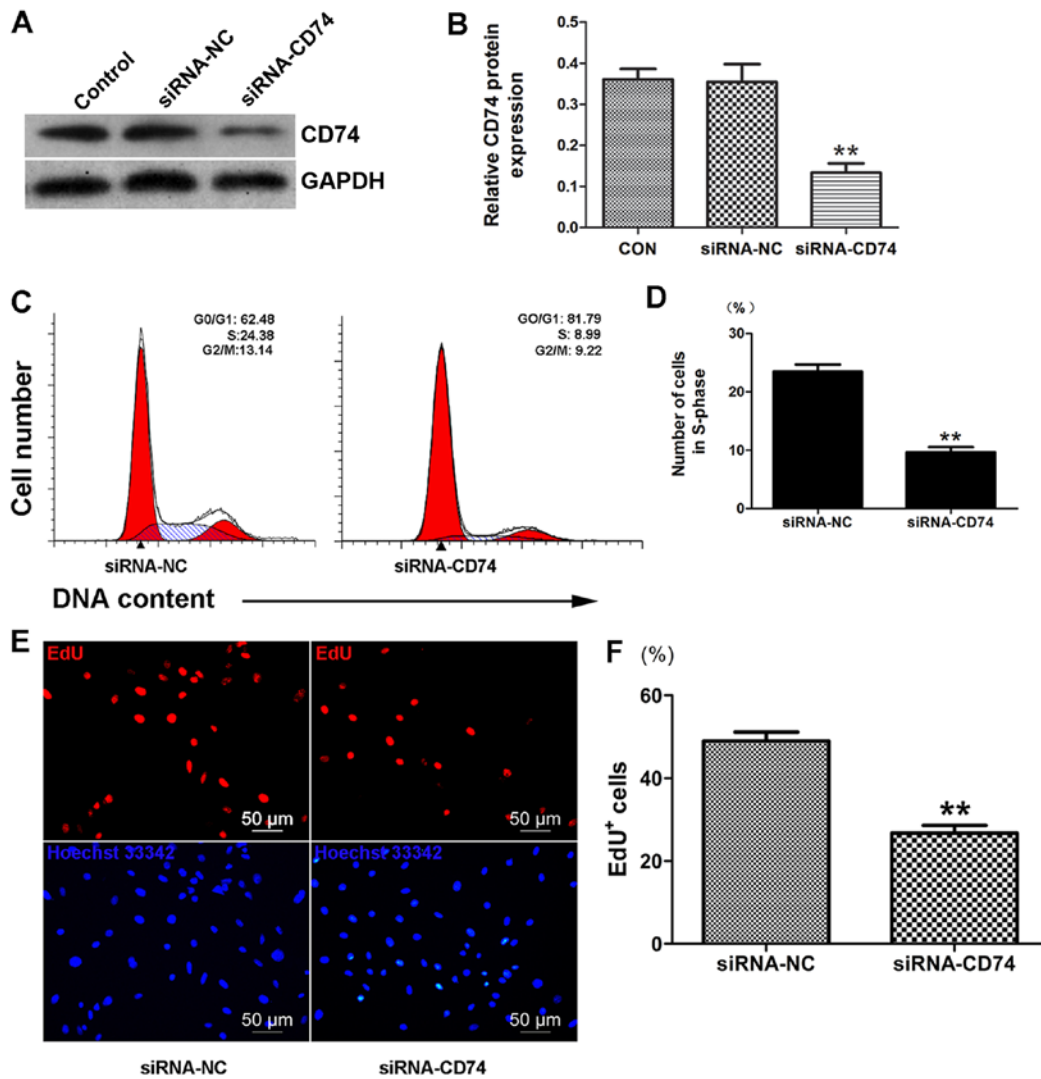 A
Control
siRNA-NC
siRNA-CD74
CD74
GAPDH
B
Relative CD74 protein
expression
0.4
0.3
0.2
0.1
0.0
**
CON
siRNA-NC
siRNA-CD74
C
Cell number
G0/G1: 62.48
S:24.38
G2/M:13.14
siRNA-NC
GO/G1: 81.79
S: 8.99
G2/M: 9.22
siRNA-CD74
DNA content
D
(%)
Number of cells
in S-phase
30
20
10
0
**
siRNA-NC
siRNA-CD74
E
EdU
50 µm
EdU
50 µm
Hoechst 33342
50 µm
Hoechst 33342
50 µm
siRNA-NC
siRNA-CD74
F
(%)
EdU+ cells
60
40
20
0
**
siRNA-NC
siRNA-CD74